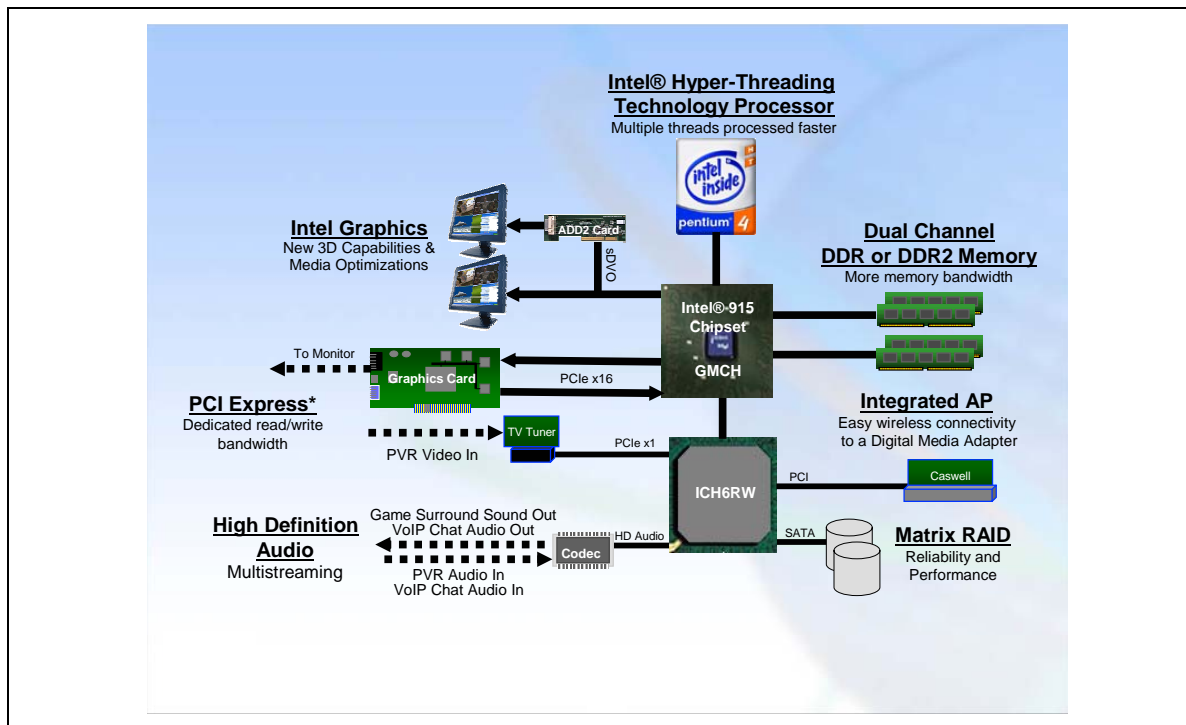 Intel® Hyper-Threading
Technology Processor
Multiple threads processed faster
intel
inside
pentium® 4
Intel Graphics
New 3D Capabilities &
Media Optimizations
ADD2 Card
sDVO
Dual Channel
DDR or DDR2 Memory
More memory bandwidth
Intel®-915
Chipset
GMCH
To Monitor
Graphics Card
PCIe x16
PCI Express*
Dedicated read/write
bandwidth
TV Tuner
PVR Video In
PCIe x1
Integrated AP
Easy wireless connectivity
to a Digital Media Adapter
ICH6RW
PCI
Caswell
High Definition
Audio
Multistreaming
Game Surround Sound Out
VoIP Chat Audio Out
Codec
HD Audio
PVR Audio In
VoIP Chat Audio In
SATA
Matrix RAID
Reliability and
Performance